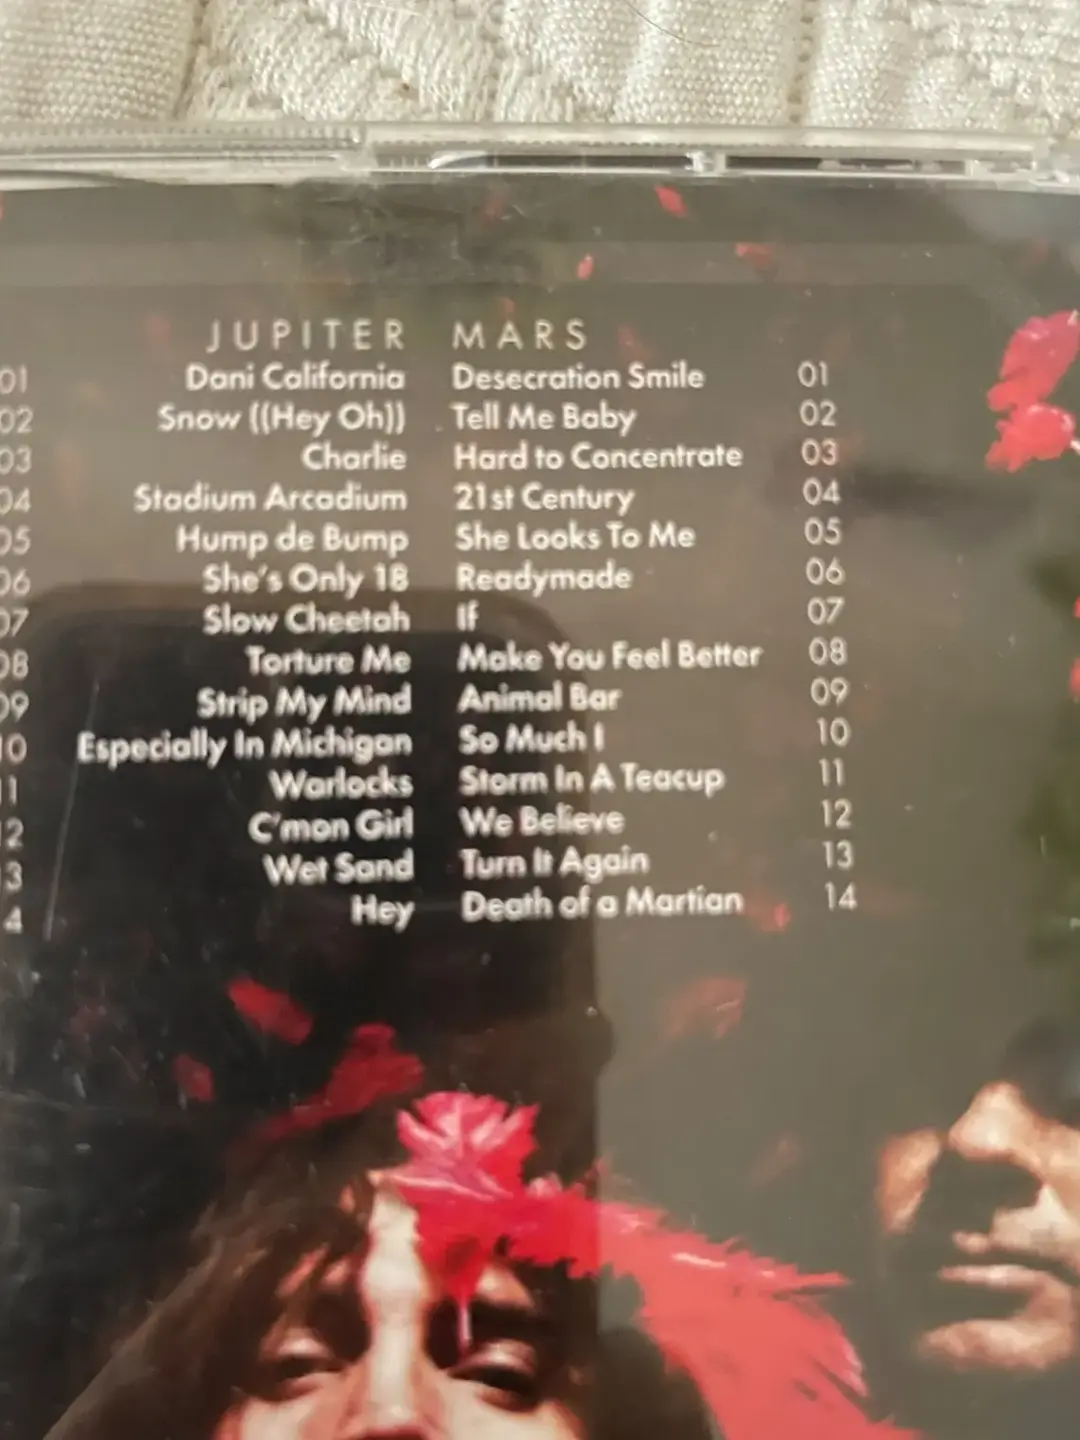 JUPITER MARS
01 Dani California Desecration Smile 01
02 Snow ((Hey Oh)) Tell Me Baby 02
03 Charlie Hard to Concentrate 03
04 Stadium Arcadium 21st Century 04
05 Hump de Bump She Looks To Me 05
06 She's Only 18 Readymade 06
07 Slow Cheetah If 07
08 Torture Me Make You Feel Better 08
09 Strip My Mind Animal Bar 09
10 Especially In Michigan So Much I 10
11 Warlocks Storm In A Teacup 11
12 C'mon Girl We Believe 12
13 Wet Sand Turn It Again 13
4 Hey Death of a Martian 14